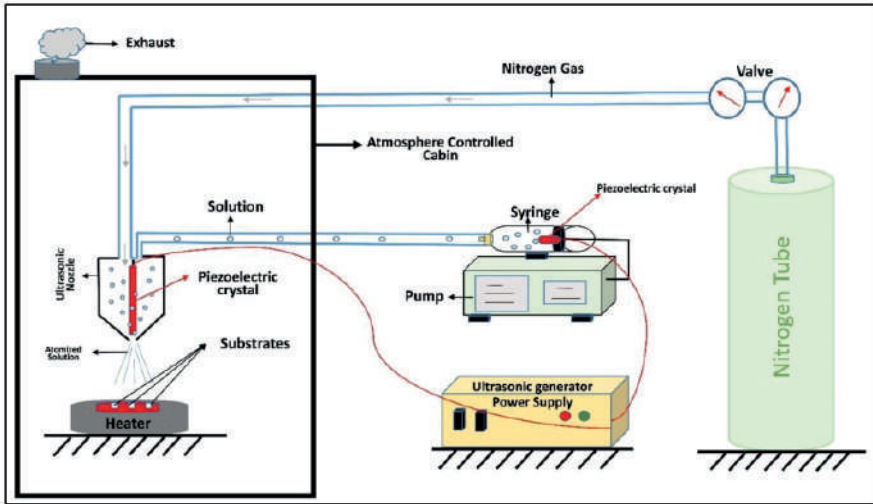 Exhaust
Nitrogen Gas
Valve
Atmosphere Controlled
Cabin
Solution
Syringe
Piezoelectric crystal
Ultrasonic
Nozzle
Piezoelectric
crystal
Pump
Nitrogen Tube
Atomized
Solution
Substrates
Ultrasonic generator
Power Supply
Heater